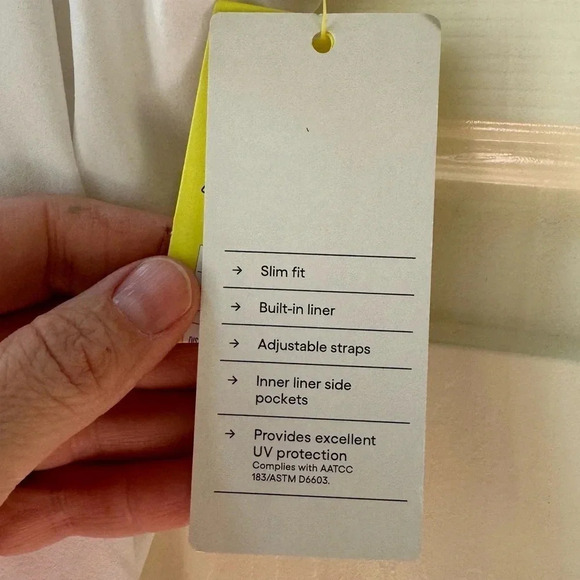 → Slim fit
→ Built-in liner
→ Adjustable straps
→ Inner liner side
pockets
→ Provides excellent
UV protection
Complies with AATCC
183/ASTM D6603.